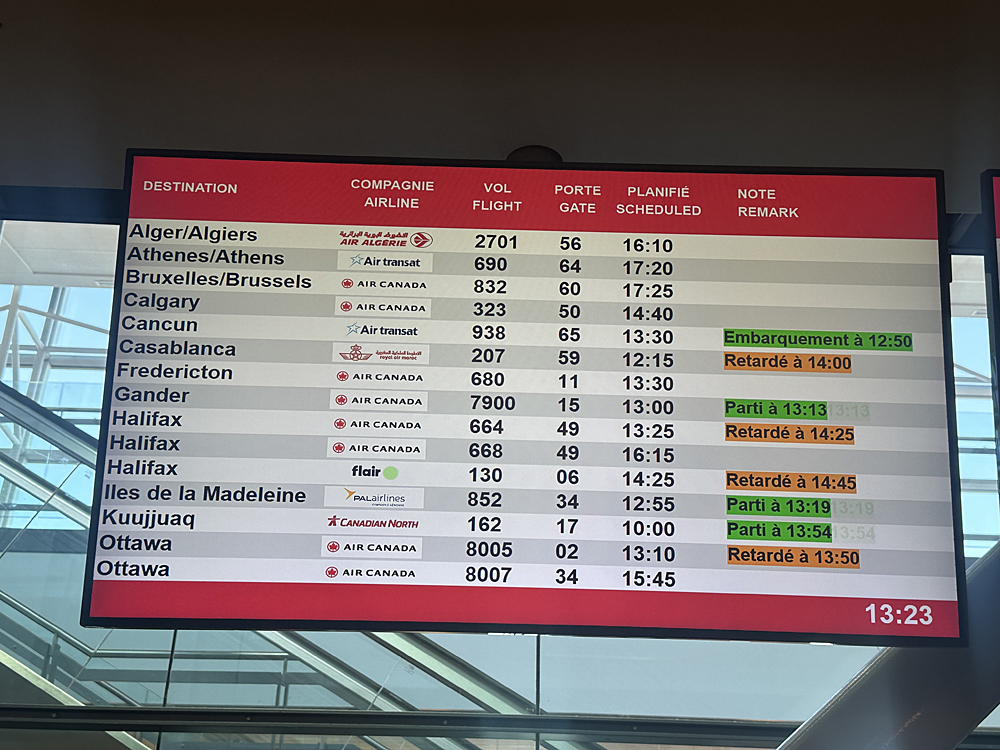 DESTINATION COMPAGNIE AIRLINE VOL FLIGHT PORTE GATE PLANIFIÉ SCHEDULED NOTE REMARK
Alger/Algiers AIR ALGÉRIE 2701 56 16:10
Athenes/Athens Air transat 690 64 17:20
Bruxelles/Brussels AIR CANADA 832 60 17:25
Calgary AIR CANADA 323 50 14:40
Cancun Air transat 938 65 13:30 Embarquement à 12:50
Casablanca royal air maroc 207 59 12:15 Retardé à 14:00
Fredericton AIR CANADA 680 11 13:30
Gander AIR CANADA 7900 15 13:00 Parti à 13:13 13:13
Halifax AIR CANADA 664 49 13:25 Retardé à 14:25
Halifax AIR CANADA 668 49 16:15
Halifax flair 130 06 14:25 Retardé à 14:45
Iles de la Madeleine PALairlines 852 34 12:55 Parti à 13:19 13:19
Kuujjuaq CANADIAN NORTH 162 17 10:00 Parti à 13:54 13:54
Ottawa AIR CANADA 8005 02 13:10 Retardé à 13:50
Ottawa AIR CANADA 8007 34 15:45
13:23